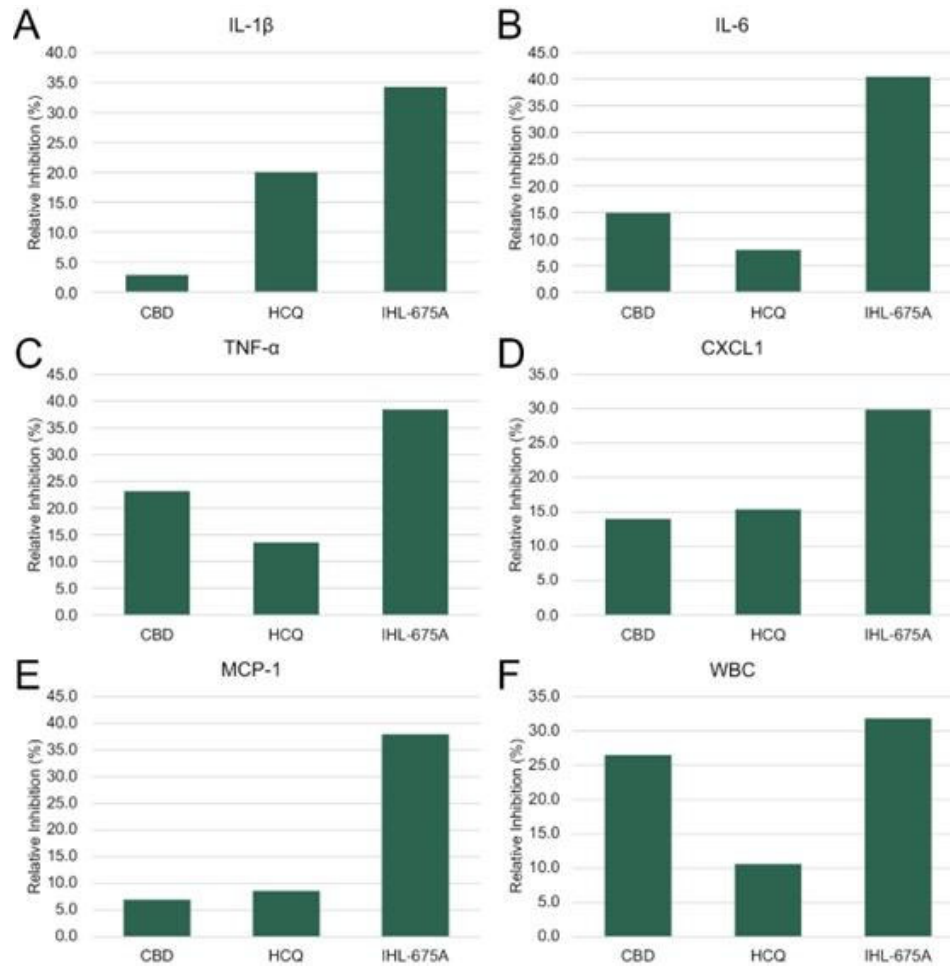 A
IL-1β
Relative Inhibition (%)
40.0
35.0
30.0
25.0
20.0
15.0
10.0
5.0
0.0
CBD HCQ IHL-675A
B
IL-6
Relative Inhibition (%)
45.0
40.0
35.0
30.0
25.0
20.0
15.0
10.0
5.0
0.0
CBD HCQ IHL-675A
C
TNF-α
Relative Inhibition (%)
45.0
40.0
35.0
30.0
25.0
20.0
15.0
10.0
5.0
0.0
CBD HCQ IHL-675A
D
CXCL1
Relative Inhibition (%)
35.0
30.0
25.0
20.0
15.0
10.0
5.0
0.0
CBD HCQ IHL-675A
E
MCP-1
Relative Inhibition (%)
45.0
40.0
35.0
30.0
25.0
20.0
15.0
10.0
5.0
0.0
CBD HCQ IHL-675A
F
WBC
Relative Inhibition (%)
35.0
30.0
25.0
20.0
15.0
10.0
5.0
0.0
CBD HCQ IHL-675A